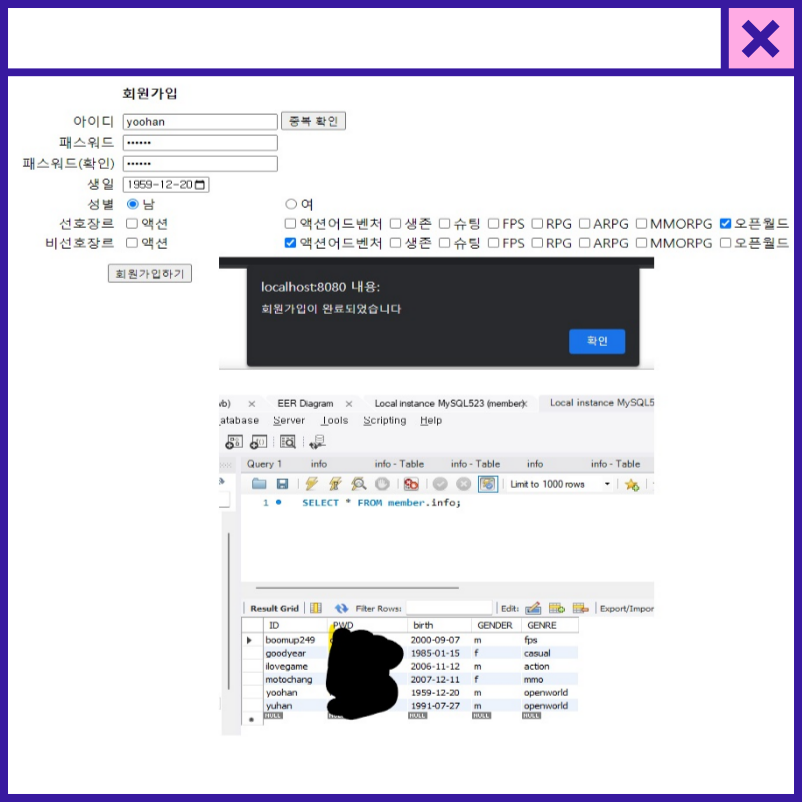 회원가입
아이디 yoohan 중복 확인
패스워드 ••••••
패스워드(확인) ••••••
생일 1959-12-20
성별 남 여
선호장르 액션 액션어드벤처 생존 슈팅 FPS RPG ARPG MMORPG 오픈월드
비선호장르 액션 액션어드벤처 생존 슈팅 FPS RPG ARPG MMORPG 오픈월드
회원가입하기
localhost:8080 내용:
회원가입이 완료되었습니다
확인
EER Diagram Local instance MySQL523 (member) Local instance MySQL5
atabase Server Tools Scripting Help
Query 1 info info - Table info - Table info info - Table
Limit to 1000 rows
1 SELECT * FROM member.info;
Result Grid Filter Rows: Edit: Export/Impor
ID PWD birth GENDER GENRE
boomup249 2000-09-07 m fps
goodyear 1985-01-15 f casual
ilovegame 2006-11-12 m action
motochang 2007-12-11 f mmo
yoohan 1959-12-20 m openworld
yuhan 1991-07-27 m openworld
NULL NULL NULL NULL